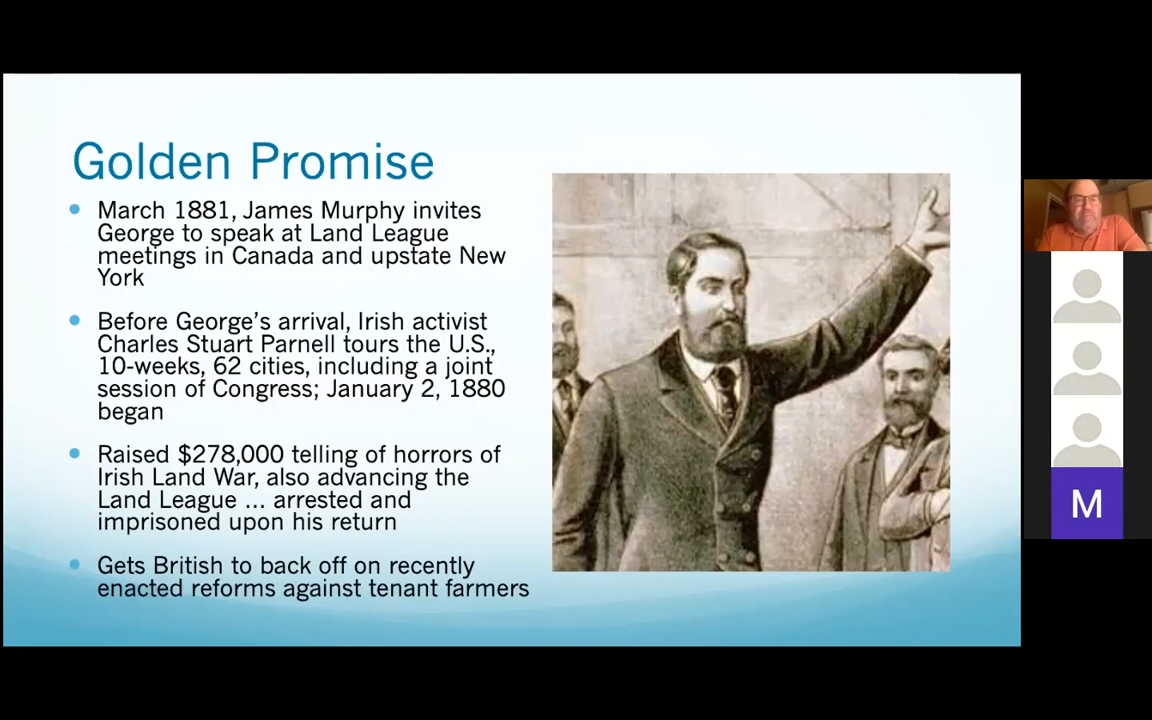 Golden Promise
March 1881, James Murphy invites
George to speak at Land League
meetings in Canada and upstate New
York
Before George’s arrival, Irish activist
Charles Stuart Parnell tours the U.S.,
10-weeks, 62 cities, including a joint
session of Congress; January 2, 1880
began
Raised $278,000 telling of horrors of
Irish Land War, also advancing the
Land League ... arrested and
imprisoned upon his return
Gets British to back off on recently
enacted reforms against tenant farmers
M